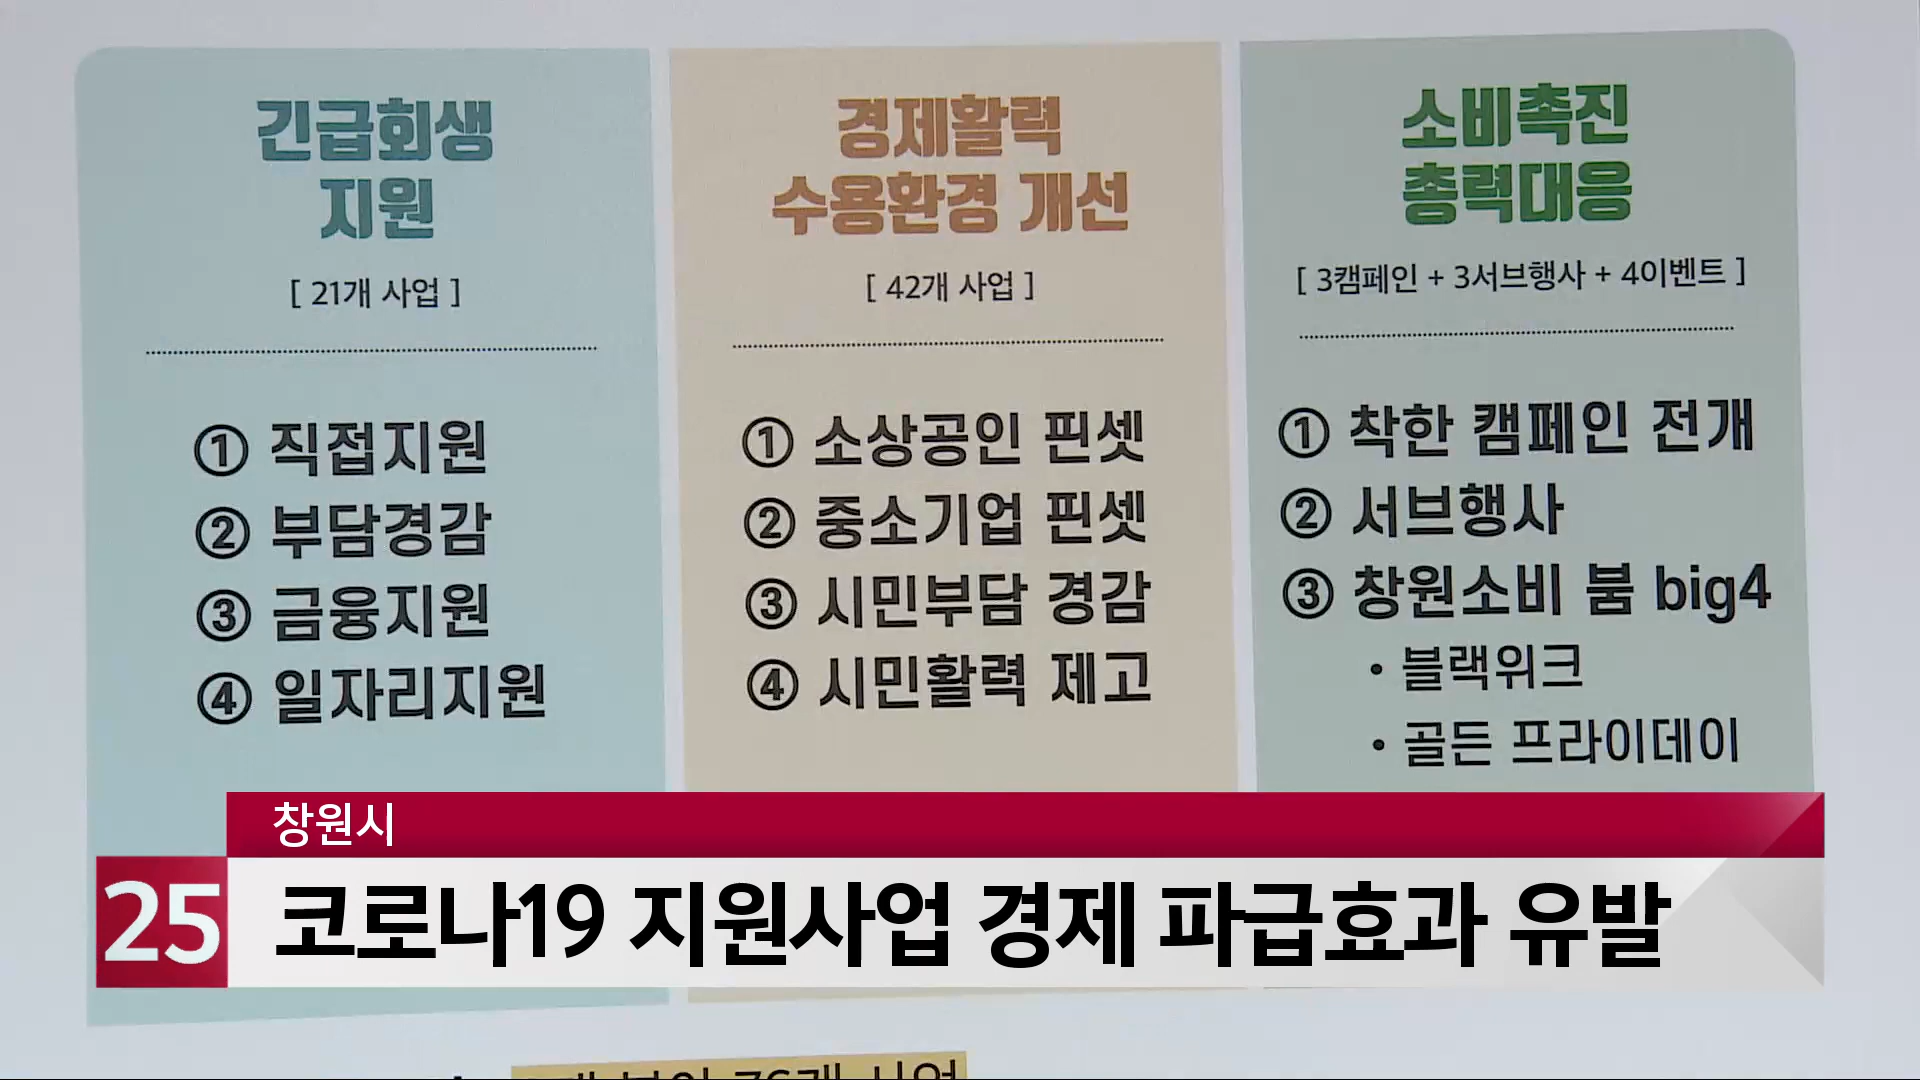 긴급회생
지원
[ 21개 사업 ]
① 직접지원
② 부담경감
③ 금융지원
④ 일자리지원
경제활력
수용환경 개선
[ 42개 사업 ]
① 소상공인 핀셋
② 중소기업 핀셋
③ 시민부담 경감
④ 시민활력 제고
소비촉진
총력대응
[ 3캠페인 + 3서브행사 + 4이벤트 ]
① 착한 캠페인 전개
② 서브행사
③ 창원소비 붐 big4
• 블랙위크
• 골든 프라이데이
창원시
25
코로나19 지원사업 경제 파급효과 유발
76개 사업